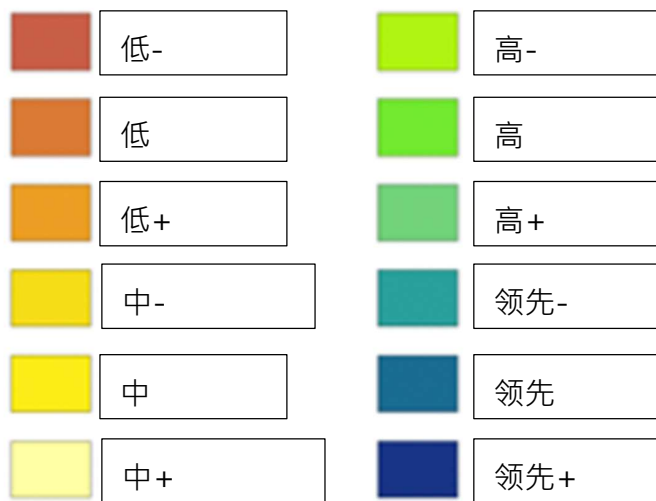 低-
低
低+
中-
中
中+
高-
高
高+
领先-
领先
领先+